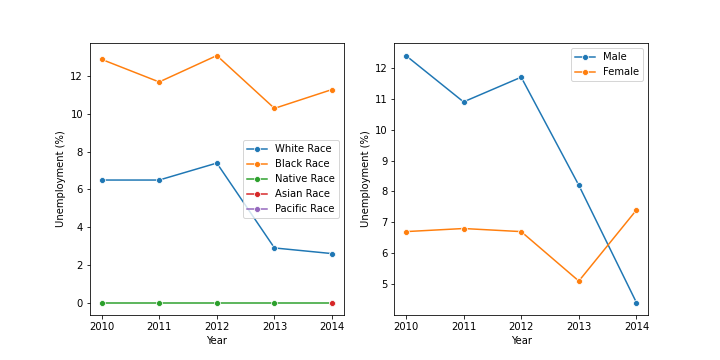 Unemployment (%)
12
10
8
6
4
2
0
2010 2011 2012 2013 2014
Year
White Race
Black Race
Native Race
Asian Race
Pacific Race
Unemployment (%)
12
11
10
9
8
7
6
5
2010 2011 2012 2013 2014
Year
Male
Female